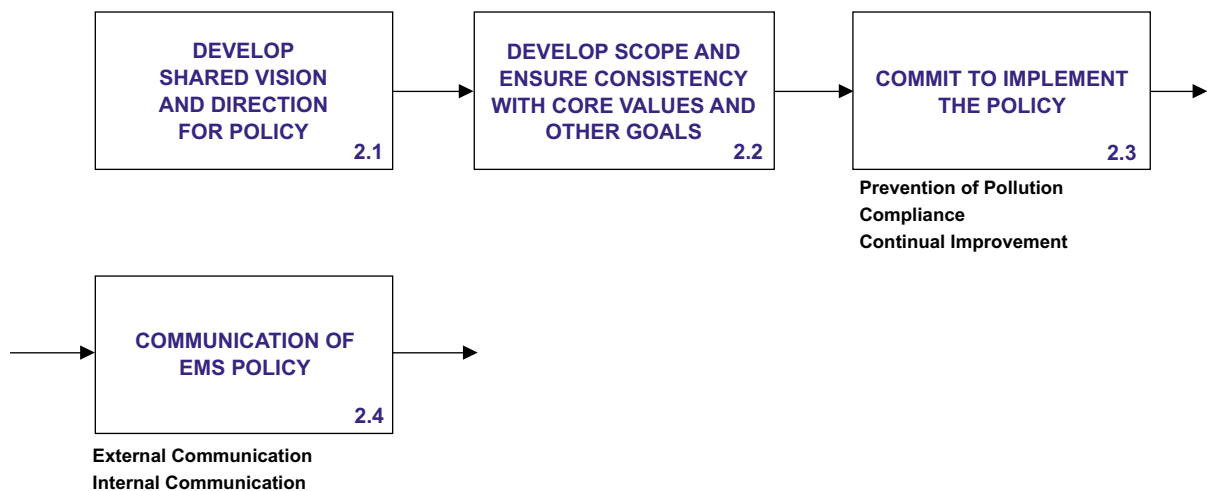 DEVELOP
SHARED VISION
AND DIRECTION
FOR POLICY
2.1
DEVELOP SCOPE AND
ENSURE CONSISTENCY
WITH CORE VALUES AND
OTHER GOALS
2.2
COMMIT TO IMPLEMENT
THE POLICY
2.3
Prevention of Pollution
Compliance
Continual Improvement
COMMUNICATION OF
EMS POLICY
2.4
External Communication
Internal Communication